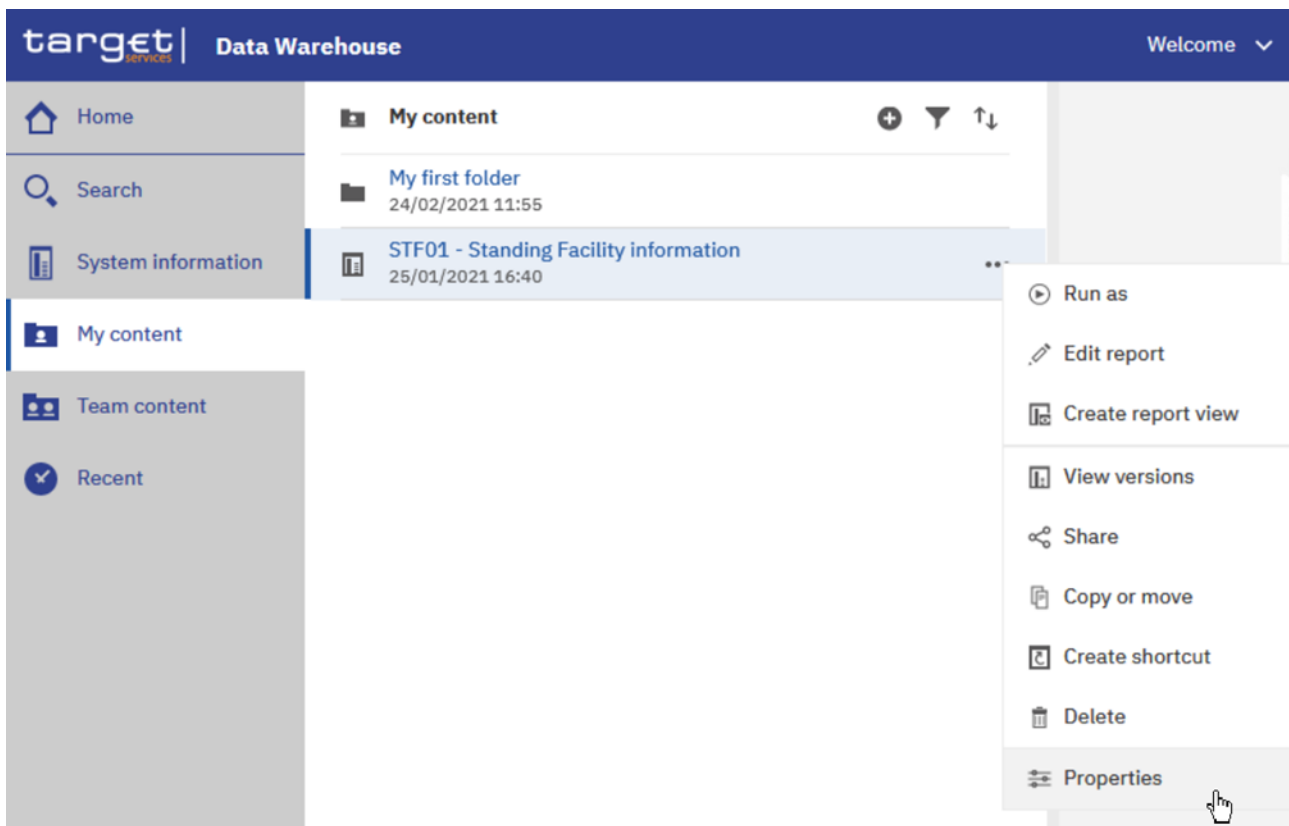 target services | Data Warehouse
Welcome
Home
Search
System information
My content
Team content
Recent
My content
My first folder
24/02/2021 11:55
STF01 - Standing Facility information
25/01/2021 16:40
Run as
Edit report
Create report view
View versions
Share
Copy or move
Create shortcut
Delete
Properties